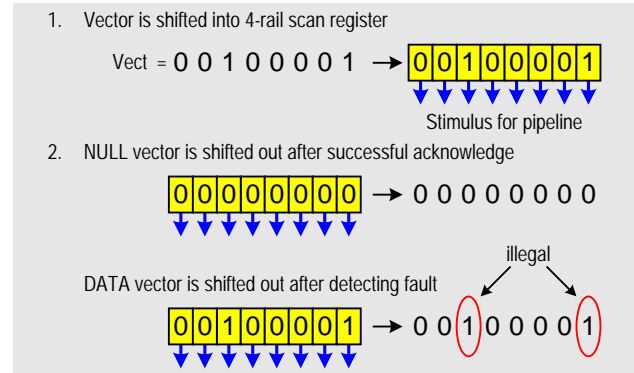 1. Vector is shifted into 4-rail scan register
Vect = 0 0 1 0 0 0 0 1 → 0 0 1 0 0 0 0 1
Stimulus for pipeline
2. NULL vector is shifted out after successful acknowledge
0 0 0 0 0 0 0 0 → 0 0 0 0 0 0 0 0
illegal
DATA vector is shifted out after detecting fault
0 0 1 0 0 0 0 1 → 0 0 1 0 0 0 0 1